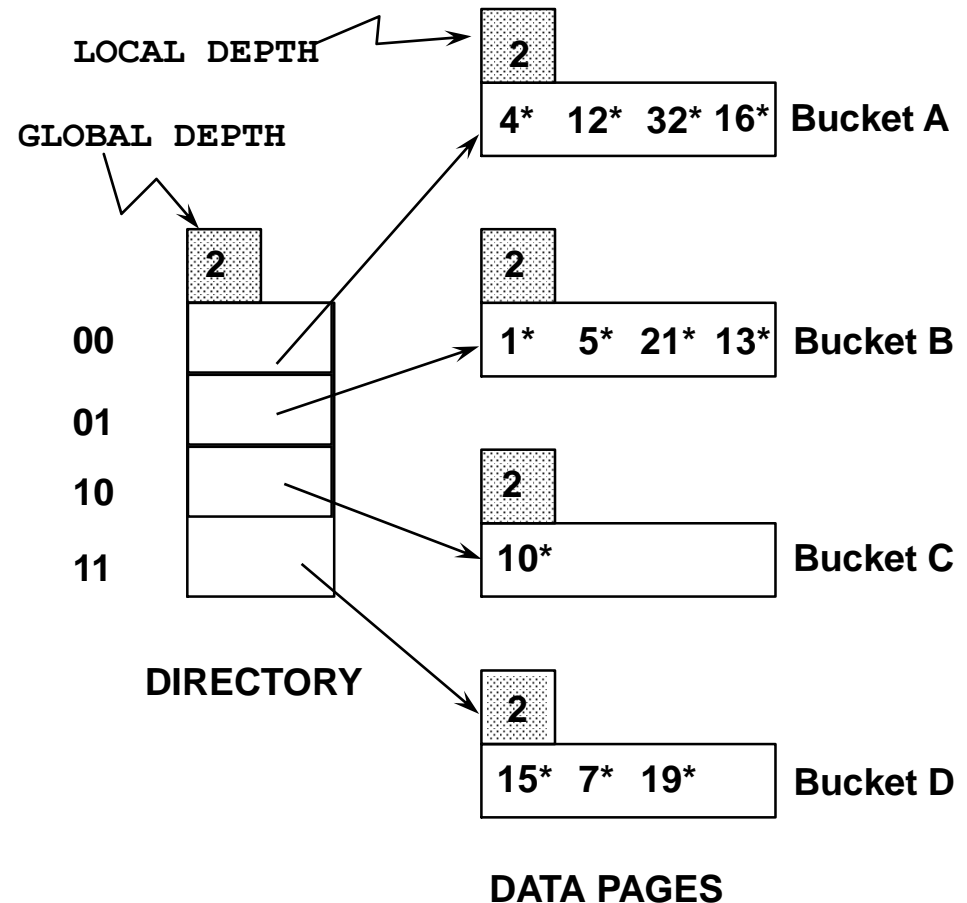 LOCAL DEPTH
2
4* 12* 32* 16* Bucket A
GLOBAL DEPTH
2
2
00
1* 5* 21* 13* Bucket B
01
2
10
10* Bucket C
11
DIRECTORY
2
15* 7* 19* Bucket D
DATA PAGES